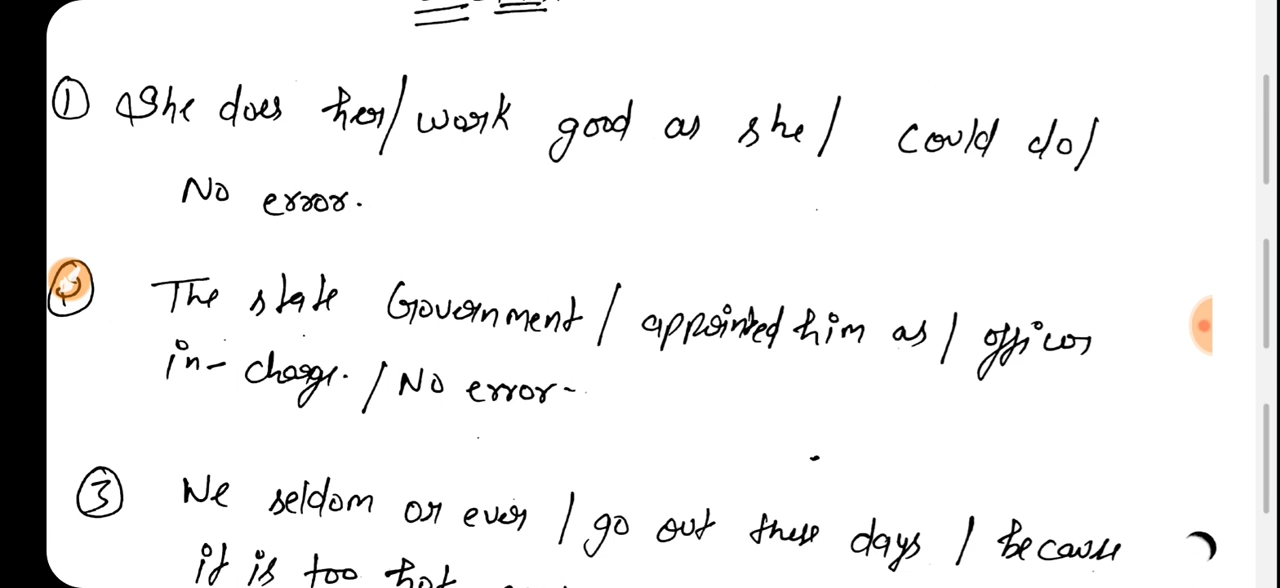 ① She does her/ work good as she / could do/
No error.
② The state Government / appointed him as / officer
in-charge. / No error-
③ We seldom or ever / go out these days / because
it is too hot